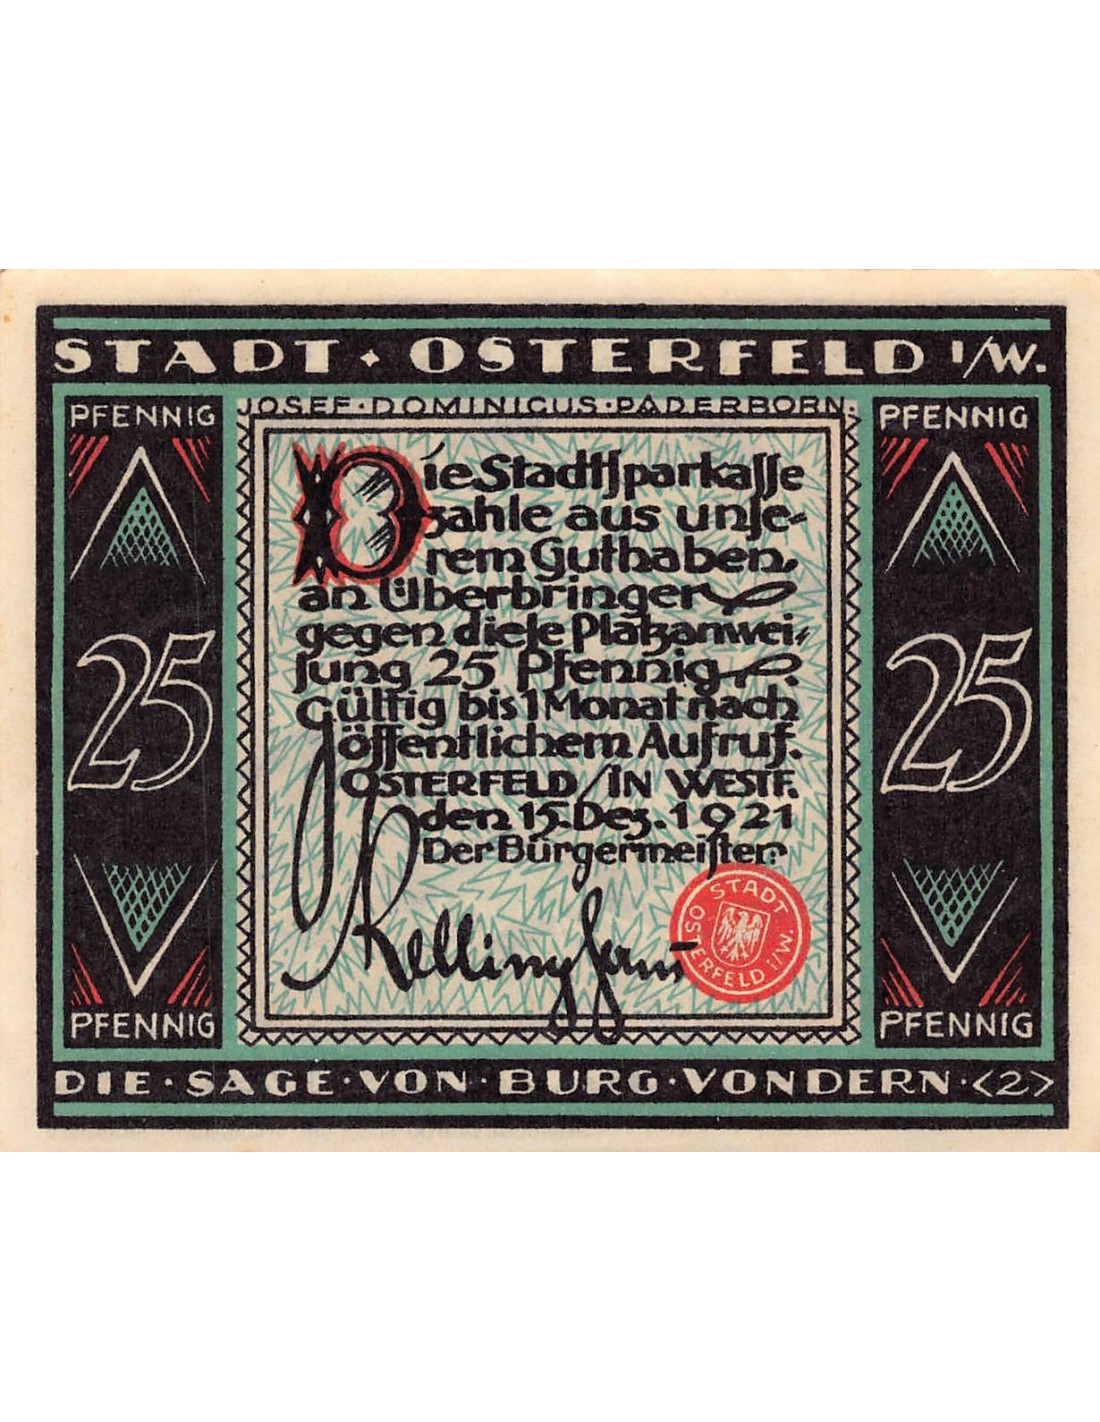 STADT · OSTERFELD I/W.
PFENNIG
PFENNIG
JOSEF · DOMINICUS · PADERBORN.
Die Stadtſparkaſſe
zahle aus unſe-
rem Guthaben,
an Überbringer
gegen dieſe Platzanwei-
ſung 25 Pfennig.
Gültig bis 1 Monat nach
öffentlichem Aufruf.
OSTERFELD/IN WESTF.
den 15. Dez. 1921
Der Bürgermeiſter:
25
25
STADT OSTERFELD I/W.
PFENNIG
PFENNIG
DIE · SAGE · VON · BURG · VONDERN · <2>